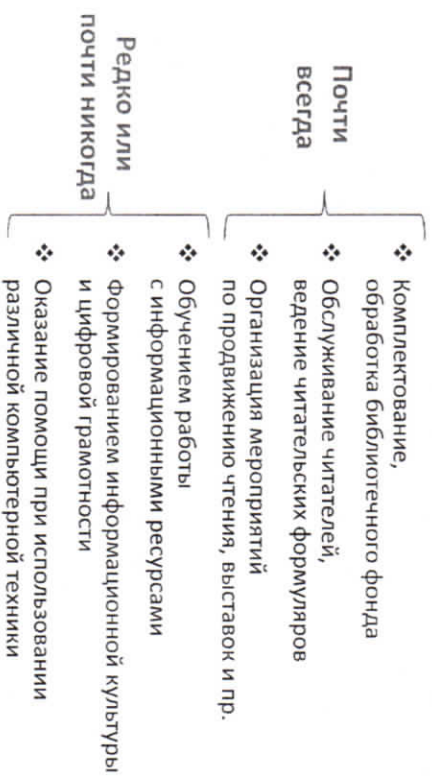 Почти
всегда
❖ Комплектование,
обработка библиотечного фонда
❖ Обслуживание читателей,
ведение читательских формуляров
❖ Организация мероприятий
по продвижению чтения, выставок и пр.
Редко или
почти никогда
❖ Обучением работы
с информационными ресурсами
❖ Формированием информационной культуры
и цифровой грамотности
❖ Оказание помощи при использовании
различной компьютерной техники